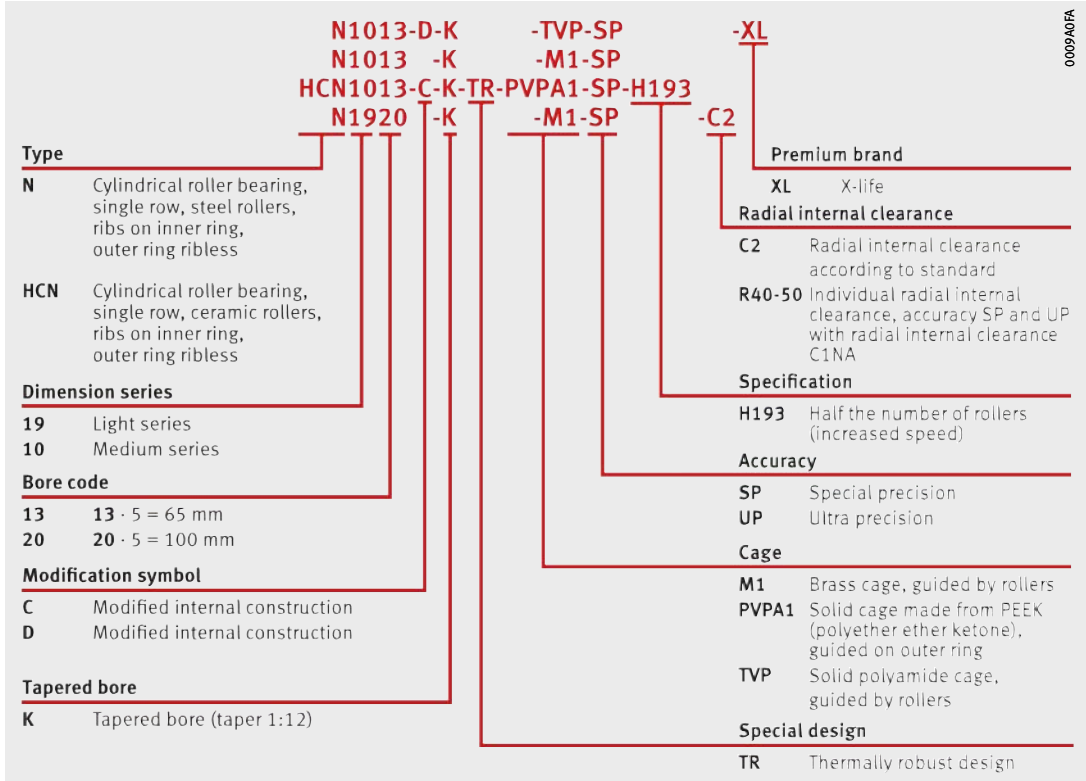 N1013-D-K -TVP-SP -XL
N1013 -K -M1-SP
HCN1013-C-K-TR-PVPA1-SP-H193
N1920 -K -M1-SP -C2
0009A0FA
Type
N Cylindrical roller bearing,
single row, steel rollers,
ribs on inner ring,
outer ring ribless
HCN Cylindrical roller bearing,
single row, ceramic rollers,
ribs on inner ring,
outer ring ribless
Dimension series
19 Light series
10 Medium series
Bore code
13 13 · 5 = 65 mm
20 20 · 5 = 100 mm
Modification symbol
C Modified internal construction
D Modified internal construction
Tapered bore
K Tapered bore (taper 1:12)
Premium brand
XL X-life
Radial internal clearance
C2 Radial internal clearance
according to standard
R40-50 Individual radial internal
clearance, accuracy SP and UP
with radial internal clearance
C1NA
Specification
H193 Half the number of rollers
(increased speed)
Accuracy
SP Special precision
UP Ultra precision
Cage
M1 Brass cage, guided by rollers
PVPA1 Solid cage made from PEEK
(polyether ether ketone),
guided on outer ring
TVP Solid polyamide cage,
guided by rollers
Special design
TR Thermally robust design